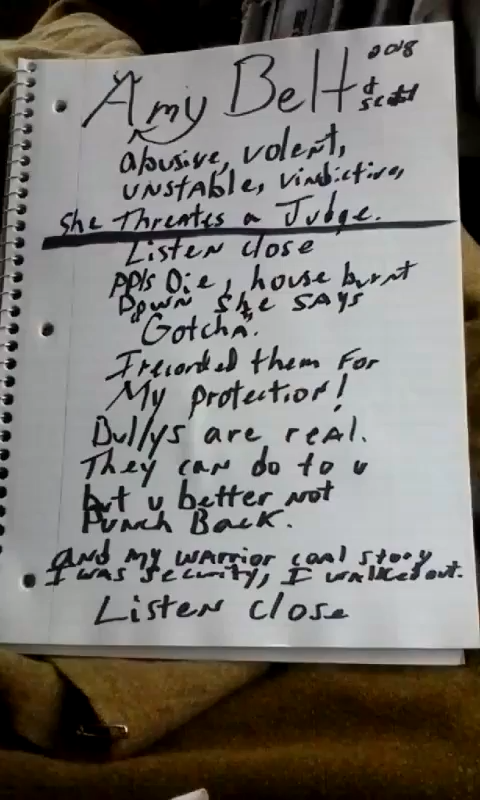 2018
Amy Belt
& Scott
abusive, volent,
UNSTABLE, vindictive,
She Threates a Judge.
Listen close
ppls Die, house burnt
Down she says
"Gotcha".
I recorded them for
My protection!
Bullys are real.
They can do to u
but u better not
Punch Back.
and my warrior coal story
I was security, I walked out.
Listen close